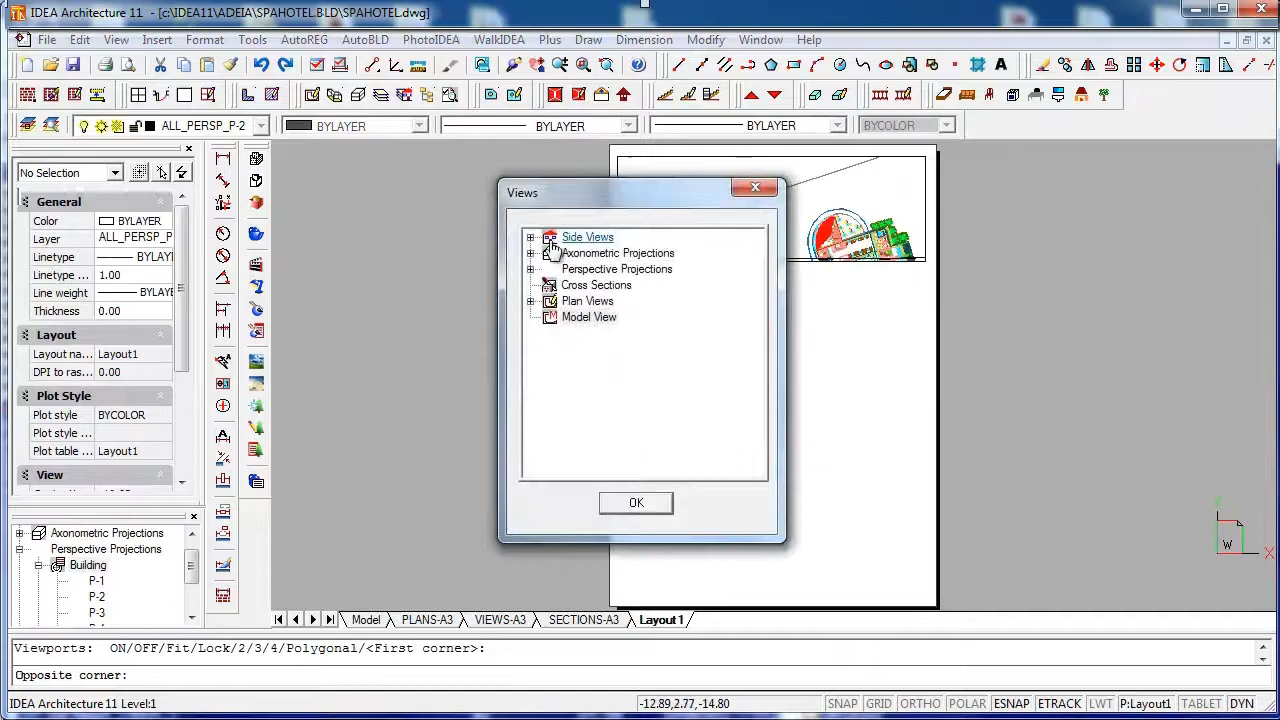 IDEA Architecture 11 - [c:\IDEA11\ADEIA\SPAHOTEL.BLD\SPAHOTEL.dwg]
File Edit View Insert Format Tools AutoREG AutoBLD PhotoIDEA WalkIDEA Plus Draw Dimension Modify Window Help
ALL_PERSP_P-2 BYLAYER BYLAYER BYLAYER BYCOLOR
No Selection
General
Color BYLAYER
Layer ALL_PERSP_P
Linetype BYLAY
Linetype ... 1.00
Line weight BYLAYE
Thickness 0.00
Layout
Layout na... Layout1
DPI to ras... 0.00
Plot Style
Plot style BYCOLOR
Plot style ...
Plot table ... Layout1
View
Axonometric Projections
Perspective Projections
Building
P-1
P-2
P-3
Views
Side Views
Axonometric Projections
Perspective Projections
Cross Sections
Plan Views
Model View
OK
W
X
Model PLANS-A3 VIEWS-A3 SECTIONS-A3 Layout1
Viewports: ON/OFF/Fit/Lock/2/3/4/Polygonal/<First corner>:
Opposite corner:
IDEA Architecture 11 Level:1 -12.89,2.77,-14.80 SNAP GRID ORTHO POLAR ESNAP ETRACK LWT P:Layout1 TABLET DYN